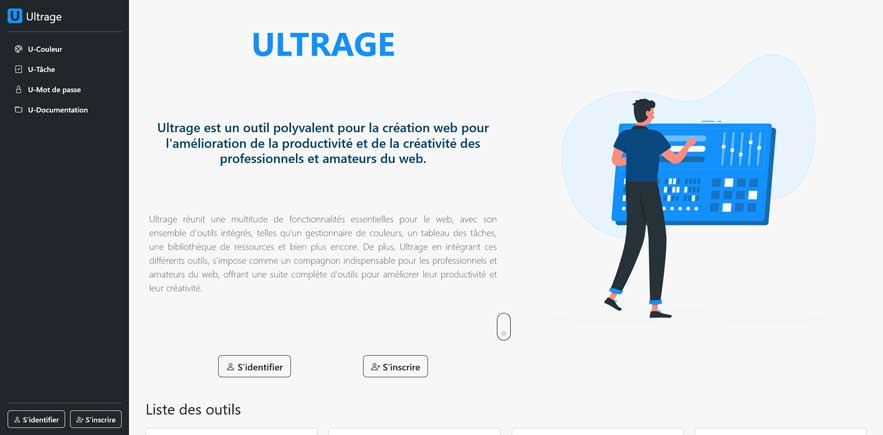 U Ultrage
U-Couleur
U-Tâche
U-Mot de passe
U-Documentation
S'identifier
S'inscrire
ULTRAGE
Ultrage est un outil polyvalent pour la création web pour
l'amélioration de la productivité et de la créativité des
professionnels et amateurs du web.
Ultrage réunit une multitude de fonctionnalités essentielles pour le web, avec son
ensemble d'outils intégrés, telles qu'un gestionnaire de couleurs, un tableau des tâches,
une bibliothèque de ressources et bien plus encore. De plus, Ultrage en intégrant ces
différents outils, s'impose comme un compagnon indispensable pour les professionnels et
amateurs du web, offrant une suite complète d'outils pour améliorer leur productivité et
leur créativité.
S'identifier
S'inscrire
Liste des outils